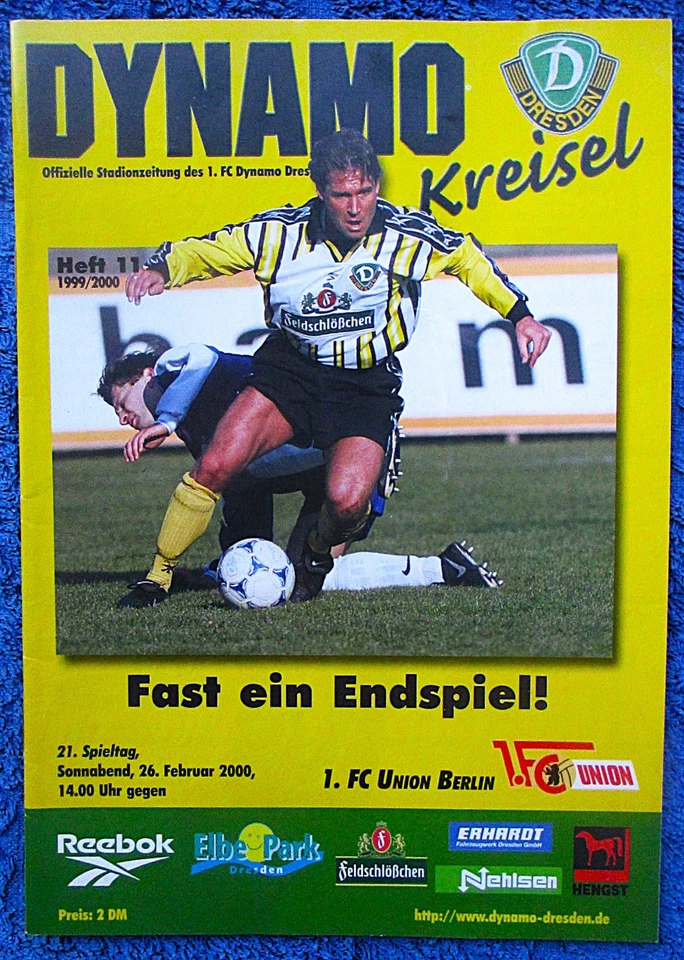 DYNAMO
D
DRESDEN
Kreisel
Offizielle Stadionzeitung des 1. FC Dynamo Dres
Heft 11
1999/2000
D
F
Feldschlößchen
Fast ein Endspiel!
21. Spieltag,
Sonnabend, 26. Februar 2000,
14.00 Uhr gegen
1. FC UNION BERLIN
1.FC UNION
Reebok
Elbe Park
Dresden
F
Feldschlößchen
ERHARDT
Fahrzeugwerk Dresden GmbH
Nehlsen
HENGST
Preis: 2 DM
http://www.dynamo-dresden.de